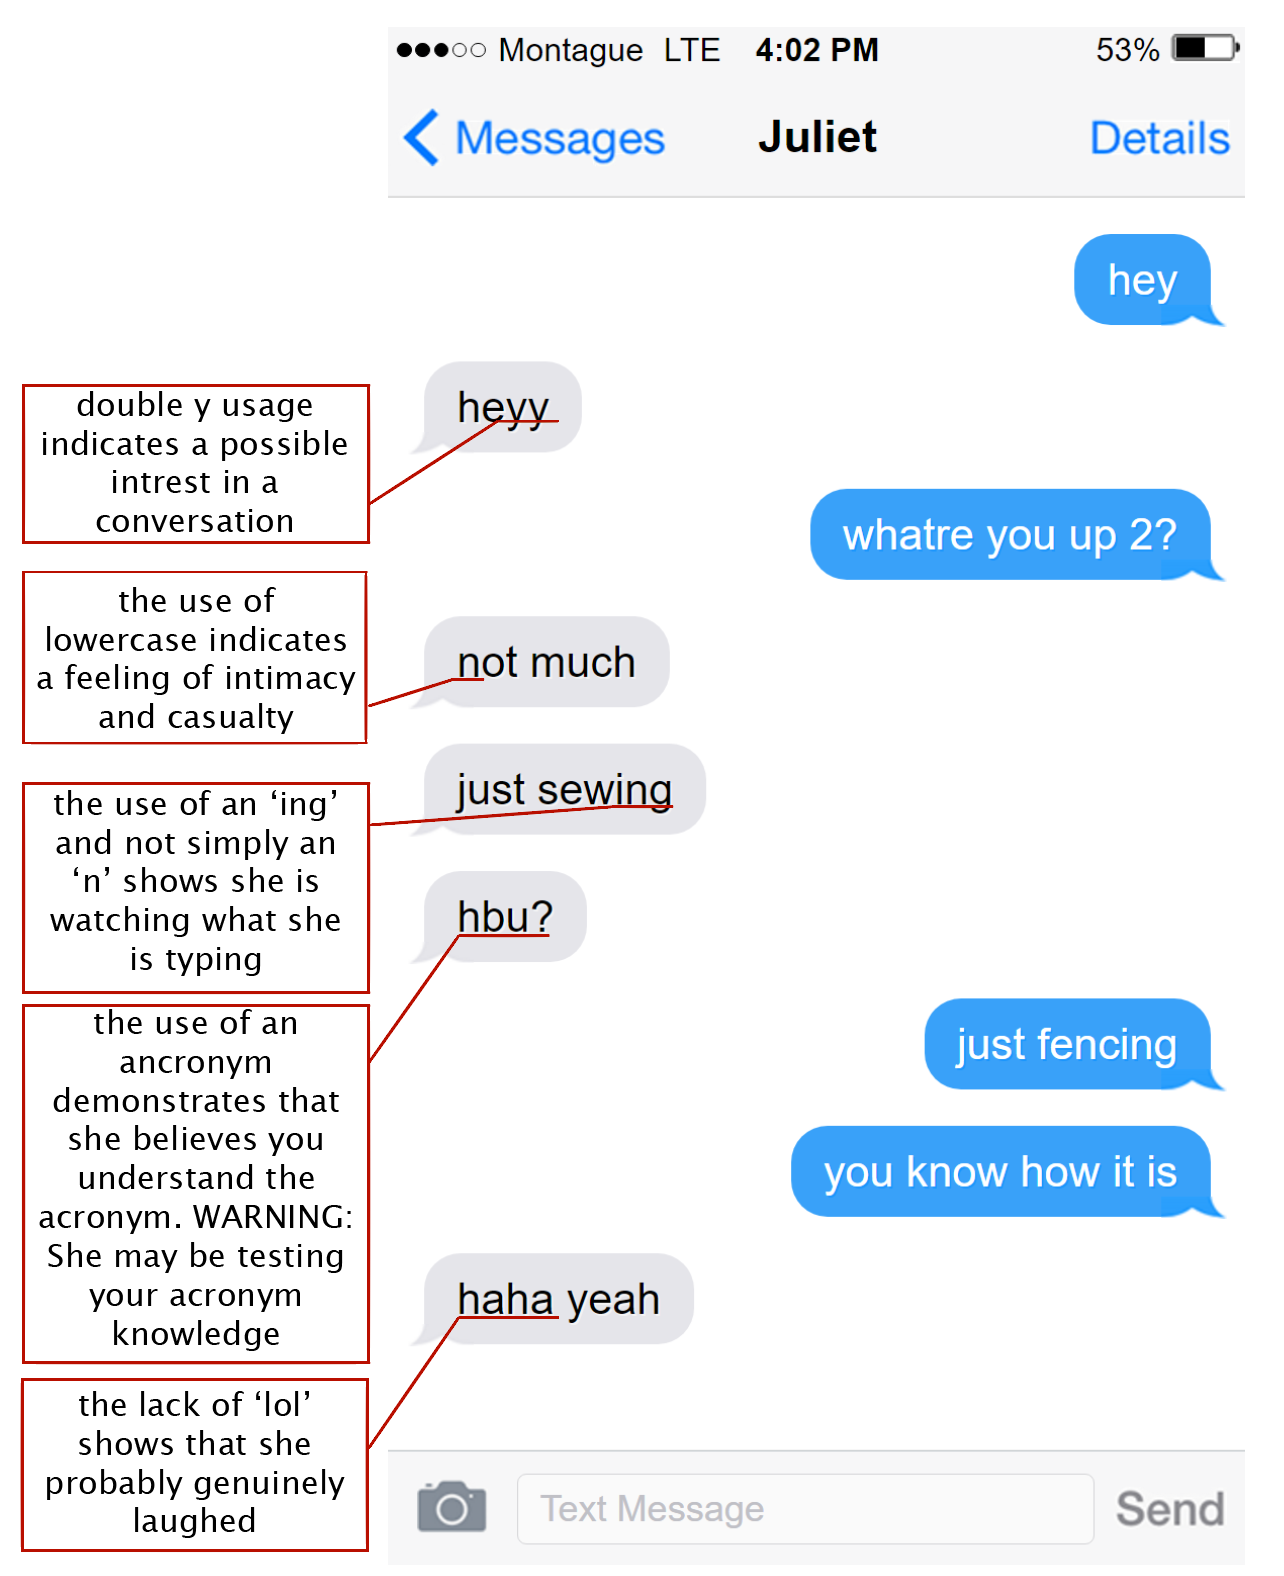 Montague LTE 4:02 PM 53%
Messages Juliet Details
hey
heyy
double y usage
indicates a possible
intrest in a
conversation
whatre you up 2?
not much
the use of
lowercase indicates
a feeling of intimacy
and casualty
just sewing
the use of an ‘ing’
and not simply an
‘n’ shows she is
watching what she
is typing
hbu?
the use of an
ancronym
demonstrates that
she believes you
understand the
acronym. WARNING:
She may be testing
your acronym
knowledge
just fencing
you know how it is
haha yeah
the lack of ‘lol’
shows that she
probably genuinely
laughed
Text Message Send